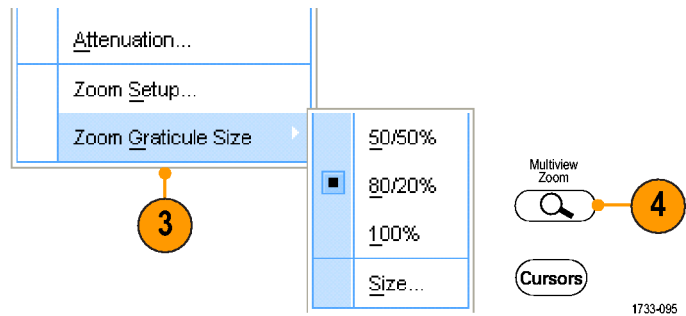 Attenuation...
Zoom Setup...
Zoom Graticule Size
3
50/50%
80/20%
100%
Size...
Multiview
Zoom
4
Cursors
1733-095